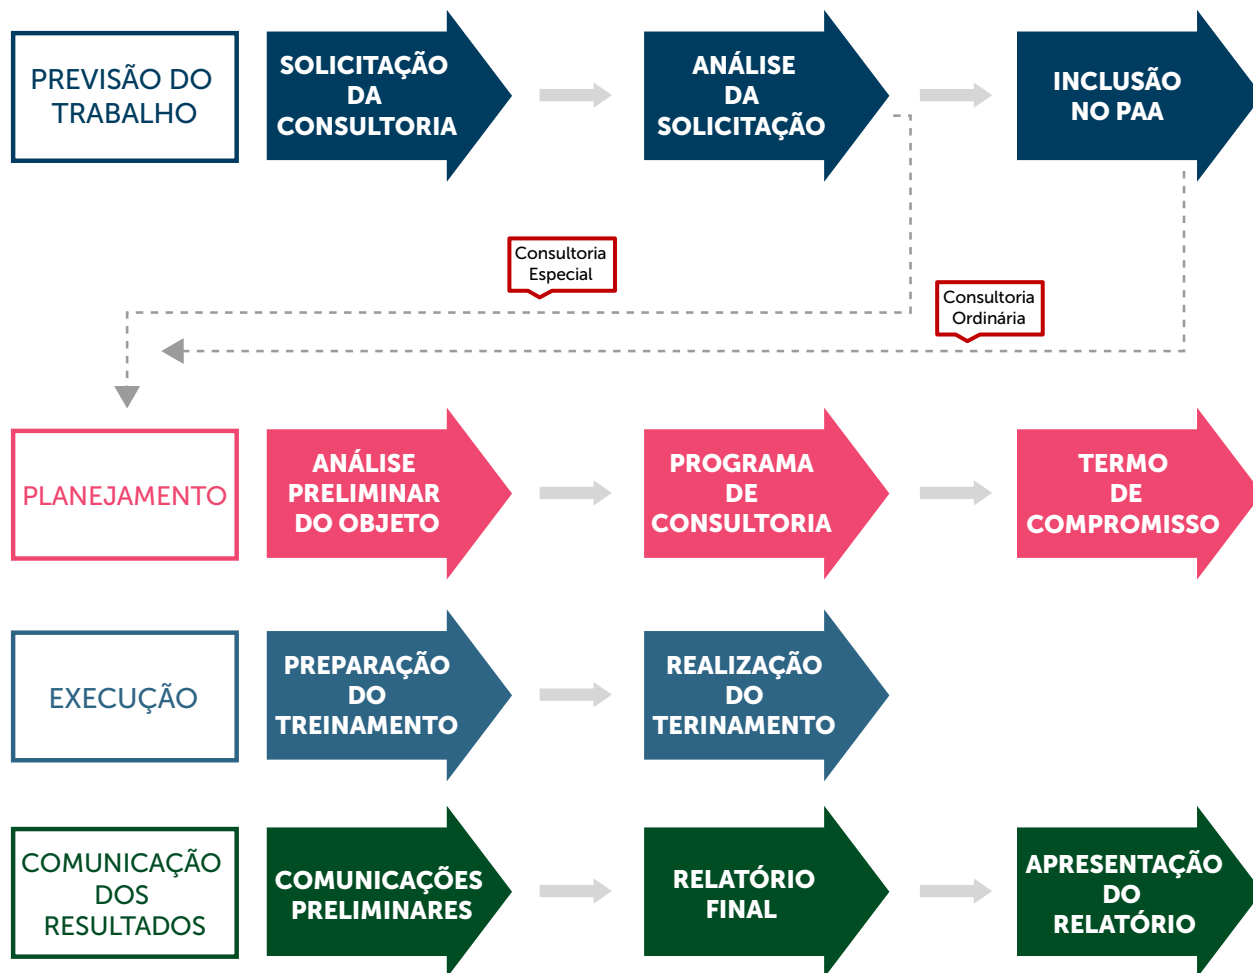 PREVISÃO DO
TRABALHO
SOLICITAÇÃO
DA
CONSULTORIA
ANÁLISE
DA
SOLICITAÇÃO
INCLUSÃO
NO PAA
Consultoria
Especial
Consultoria
Ordinária
PLANEJAMENTO
ANÁLISE
PRELIMINAR
DO OBJETO
PROGRAMA
DE
CONSULTORIA
TERMO
DE
COMPROMISSO
EXECUÇÃO
PREPARAÇÃO
DO
TREINAMENTO
REALIZAÇÃO
DO
TERINAMENTO
COMUNICAÇÃO
DOS
RESULTADOS
COMUNICAÇÕES
PRELIMINARES
RELATÓRIO
FINAL
APRESENTAÇÃO
DO
RELATÓRIO